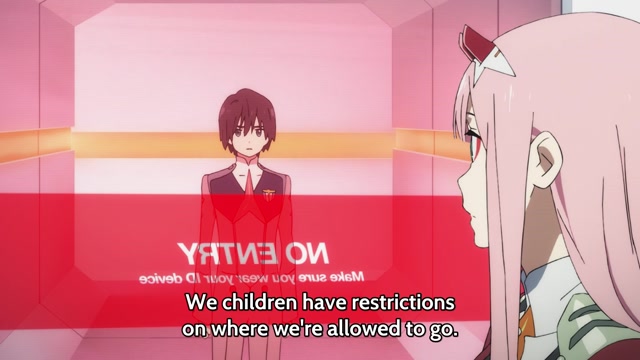 NO ENTRY
Make sure you wear your ID device
We children have restrictions
on where we're allowed to go.